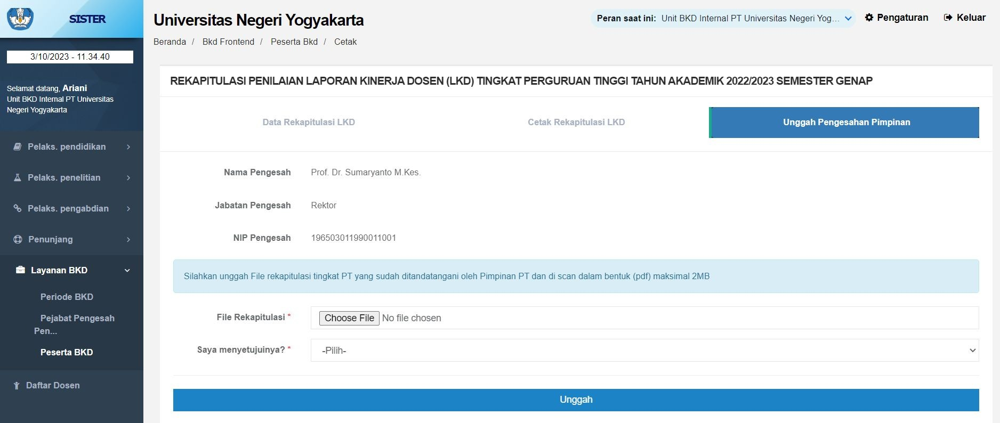 SISTER
3/10/2023 - 11.34.40
Selamat datang, Ariani
Unit BKD Internal PT Universitas
Negeri Yogyakarta
Pelaks. pendidikan
Pelaks. penelitian
Pelaks. pengabdian
Penunjang
Layanan BKD
Periode BKD
Pejabat Pengesah
Pen...
Peserta BKD
Daftar Dosen
Universitas Negeri Yogyakarta
Peran saat ini: Unit BKD Internal PT Universitas Negeri Yog... Pengaturan Keluar
Beranda / Bkd Frontend / Peserta Bkd / Cetak
REKAPITULASI PENILAIAN LAPORAN KINERJA DOSEN (LKD) TINGKAT PERGURUAN TINGGI TAHUN AKADEMIK 2022/2023 SEMESTER GENAP
Data Rekapitulasi LKD Cetak Rekapitulasi LKD Unggah Pengesahan Pimpinan
Nama Pengesah Prof. Dr. Sumaryanto M.Kes.
Jabatan Pengesah Rektor
NIP Pengesah 196503011990011001
Silahkan unggah File rekapitulasi tingkat PT yang sudah ditandatangani oleh Pimpinan PT dan di scan dalam bentuk (pdf) maksimal 2MB
File Rekapitulasi * Choose File No file chosen
Saya menyetujuinya? * -Pilih-
Unggah